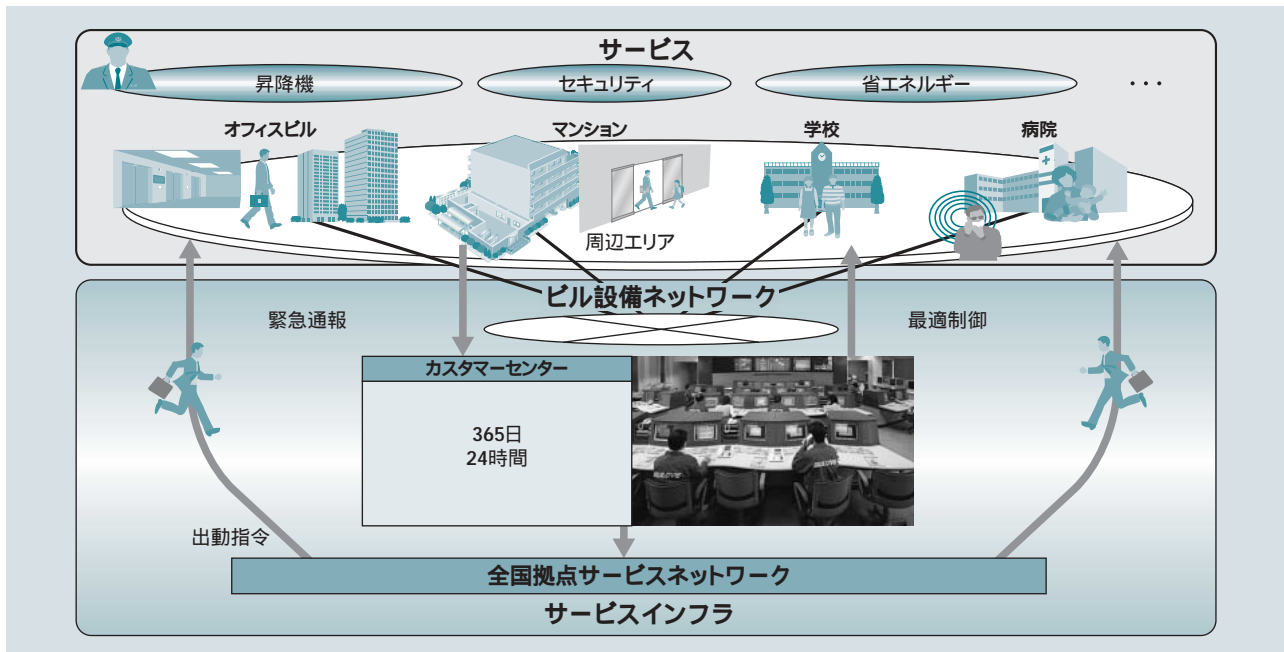 サービス
昇降機
セキュリティ
省エネルギー
・・・
オフィスビル
マンション
学校
病院
周辺エリア
ビル設備ネットワーク
緊急通報
最適制御
カスタマーセンター
365日
24時間
出動指令
全国拠点サービスネットワーク
サービスインフラ